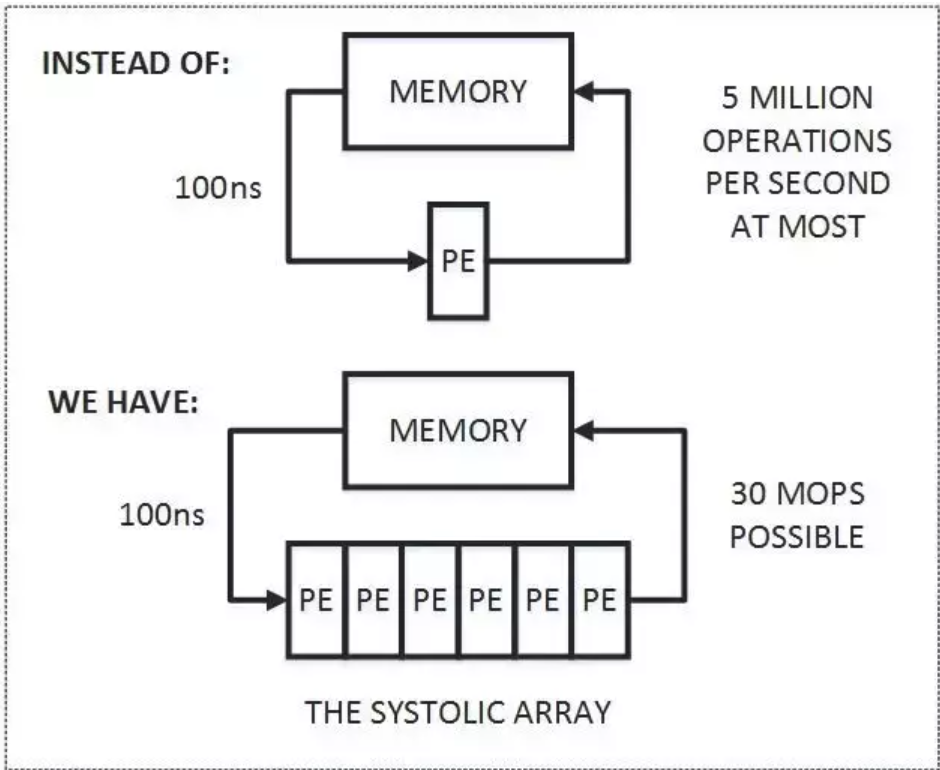 INSTEAD OF:
MEMORY
5 MILLION
OPERATIONS
PER SECOND
AT MOST
100ns
PE
WE HAVE:
MEMORY
100ns
30 MOPS
POSSIBLE
PE PE PE PE PE PE
THE SYSTOLIC ARRAY